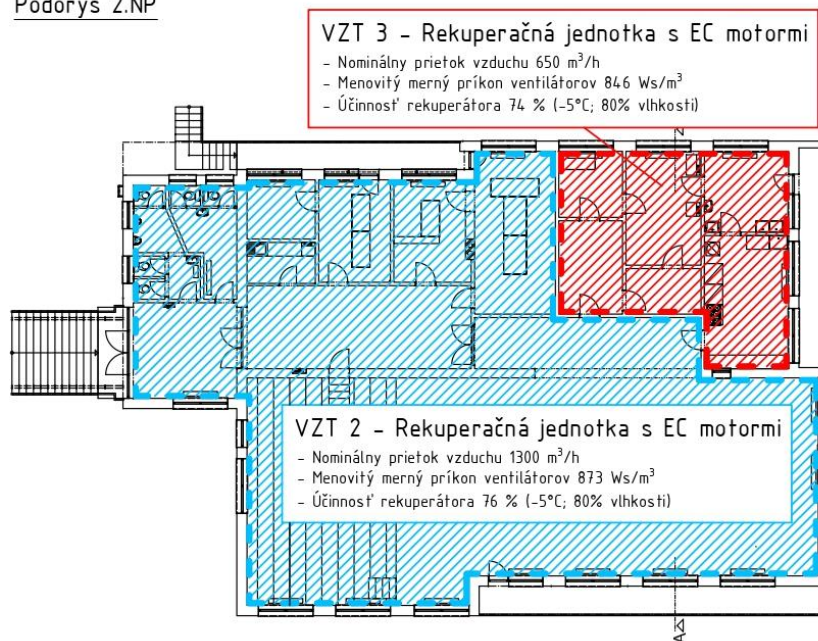 Pôdorys 2.NP
VZT 3 - Rekuperačná jednotka s EC motormi
- Nominálny prietok vzduchu 650 m³/h
- Menovitý merný príkon ventilátorov 846 Ws/m³
- Účinnosť rekuperátora 74 % (-5°C; 80% vlhkosti)
VZT 2 - Rekuperačná jednotka s EC motormi
- Nominálny prietok vzduchu 1300 m³/h
- Menovitý merný príkon ventilátorov 873 Ws/m³
- Účinnosť rekuperátora 76 % (-5°C; 80% vlhkosti)
A